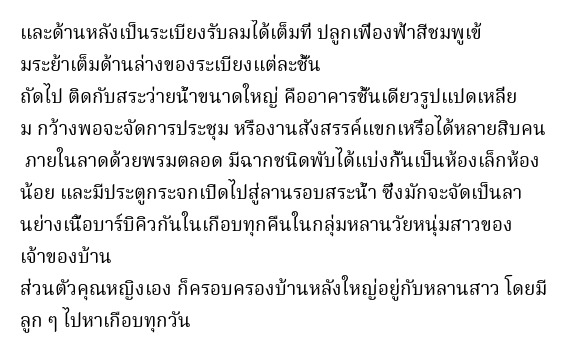 และด้านหลังเป็นระเบียงรับลมได้เต็มที่ ปลูกเฟื่องฟ้าสีชมพูเข้
มระย้าเต็มด้านล่างของระเบียงแต่ละชั้น
ถัดไป ติดกับสระว่ายน้ำขนาดใหญ่ คืออาคารชั้นเดียวรูปแปดเหลี่ย
ม กว้างพอจะจัดการประชุม หรืองานสังสรรค์แขกเหรื่อได้หลายสิบคน
ภายในลาดด้วยพรมตลอด มีฉากชนิดพับได้แบ่งกั้นเป็นห้องเล็กห้อง
น้อย และมีประตูกระจกเปิดไปสู่ลานรอบสระน้ำ ซึ่งมักจะจัดเป็นลา
นย่างเนื้อบาร์บิคิวกันในเกือบทุกคืนในกลุ่มหลานวัยหนุ่มสาวของ
เจ้าของบ้าน
ส่วนตัวคุณหญิงเอง ก็ครอบครองบ้านหลังใหญ่อยู่กับหลานสาว โดยมี
ลูก ๆ ไปหาเกือบทุกวัน